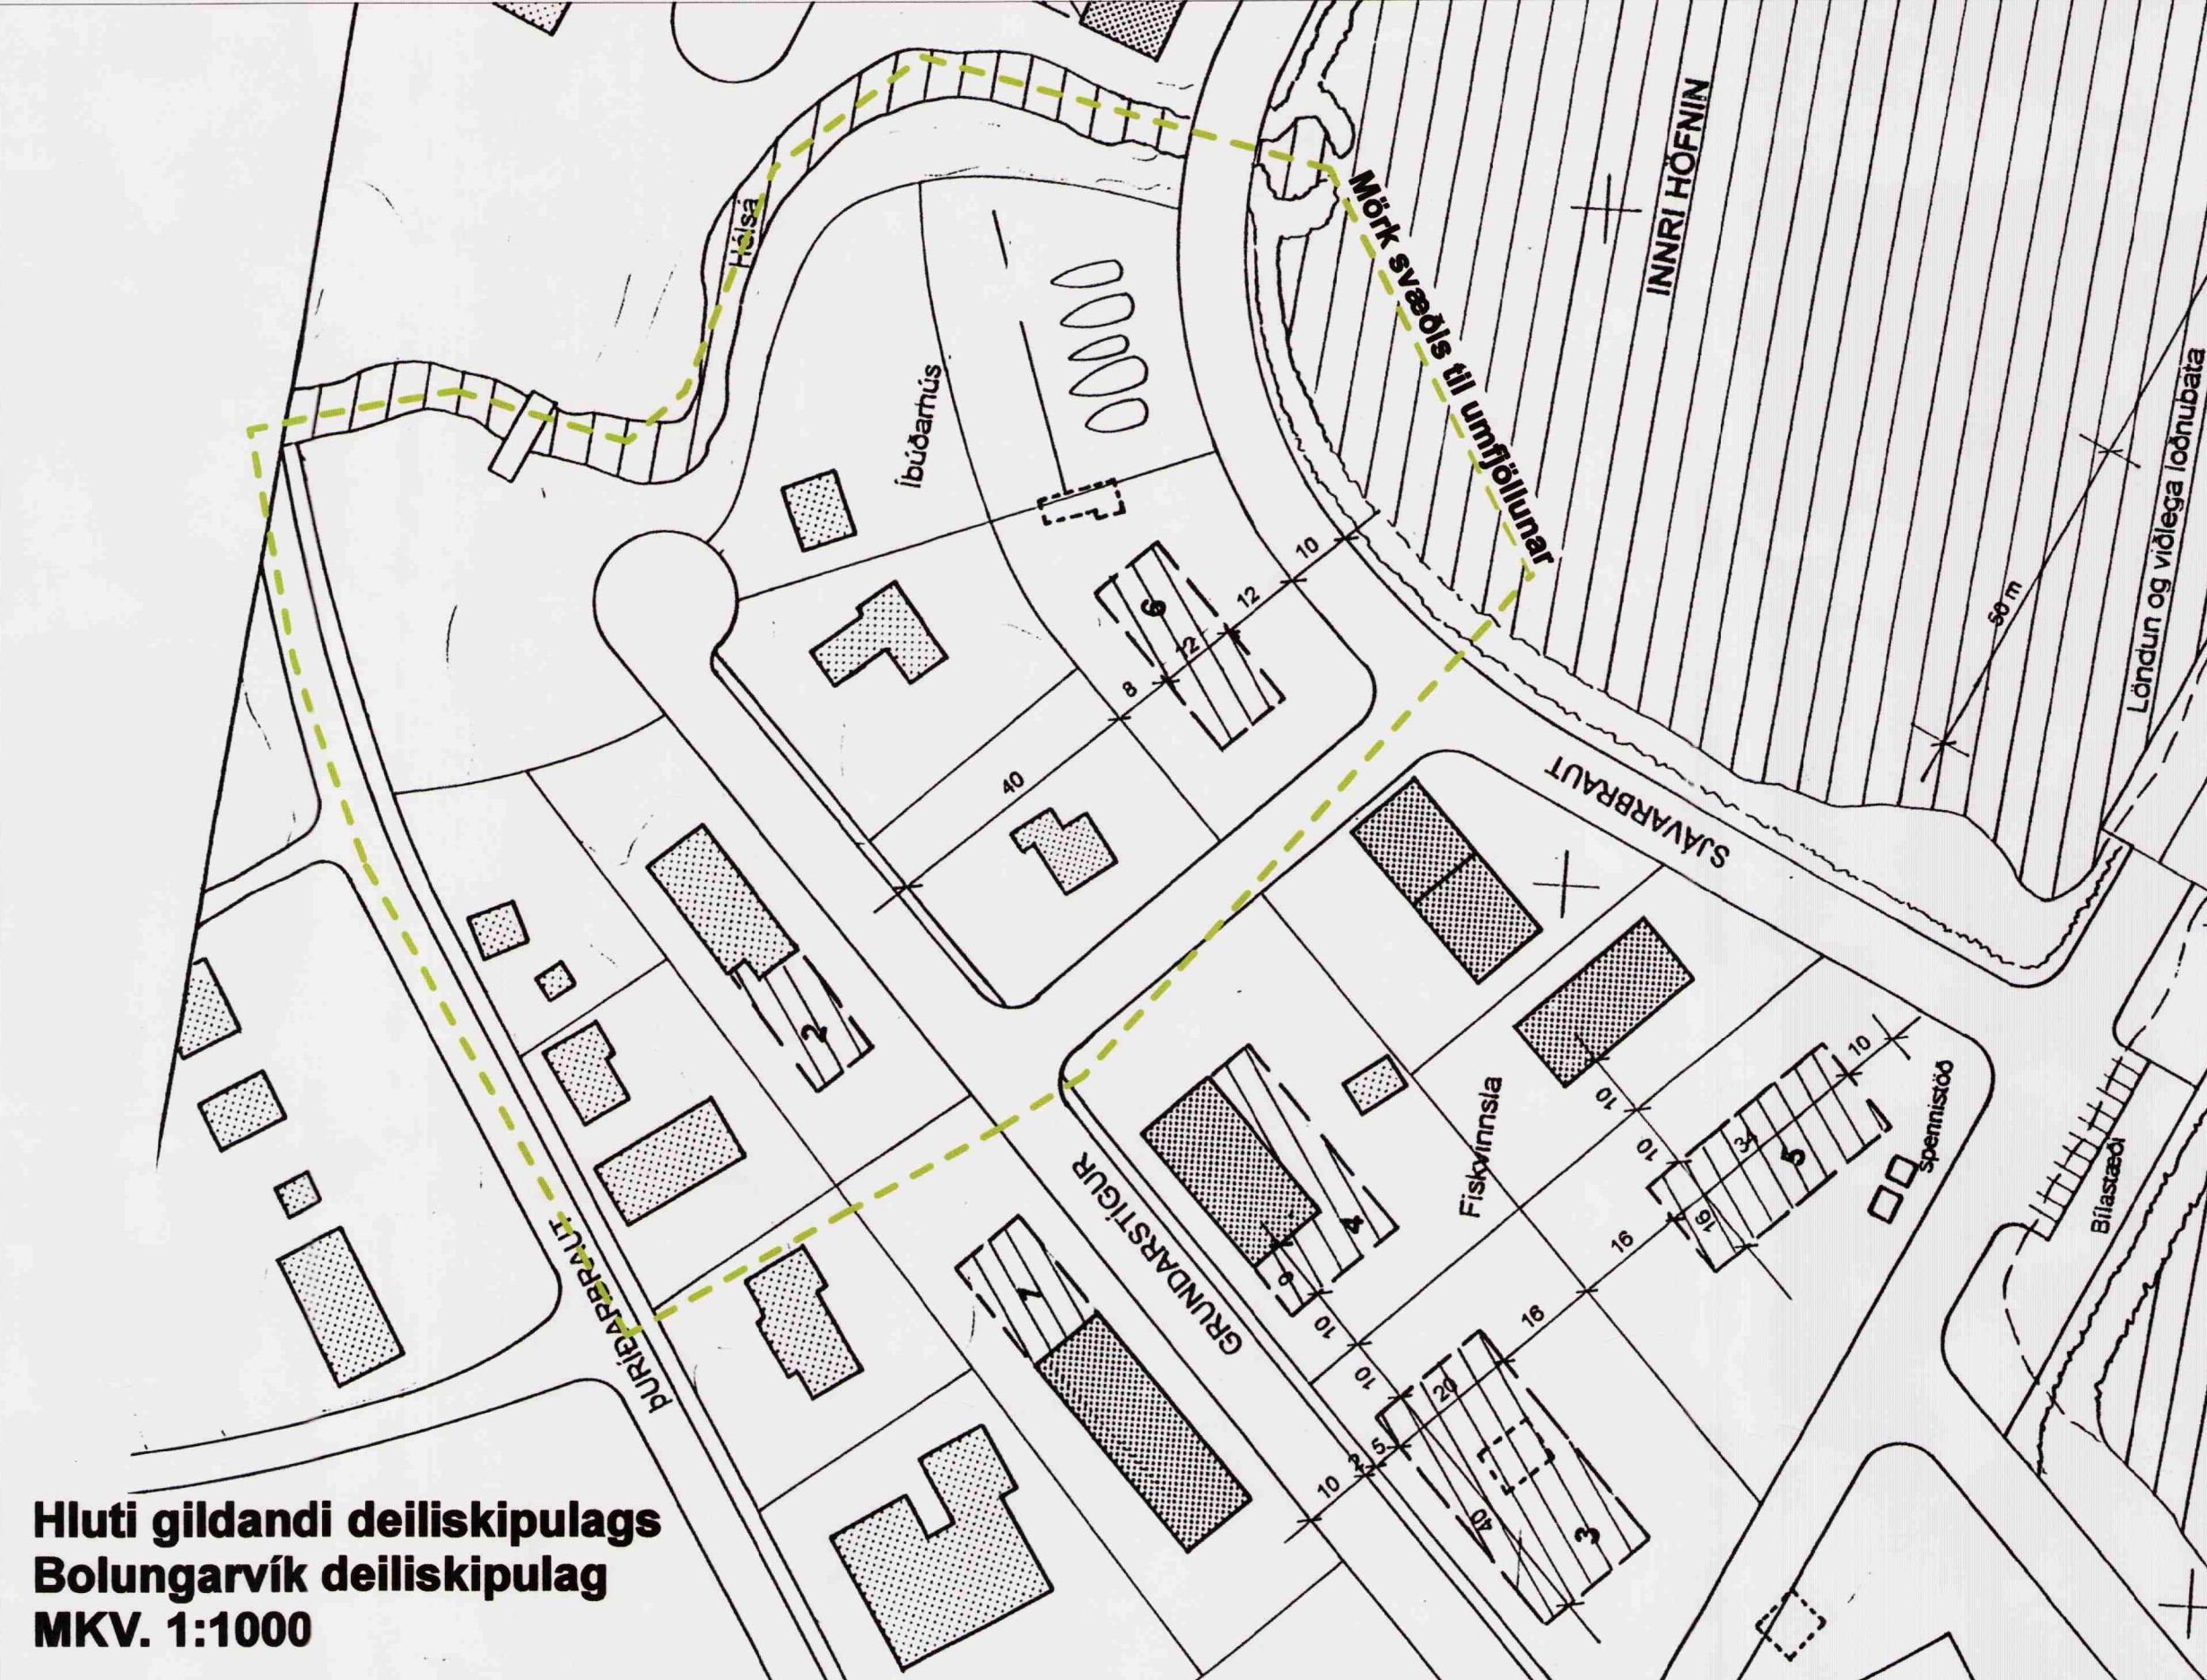 Hólsá
INNRI HÖFNIN
Mörk svæðis til umfjöllunar
Íbúðarhús
Löndun og viðlega loðnubáta
50 m
10
12
6
12
8
40
SJÁVARBRAUT
2
Fiskvinnsla
10
10
34
10
5
16
16
Spennistöð
Bílastæði
ÞURÍÐARBRAUT
GRUNDARSTÍGUR
1
4
9
10
10
16
20
5
2
10
40
3
Hluti gildandi deiliskipulags
Bolungarvík deiliskipulag
MKV. 1:1000